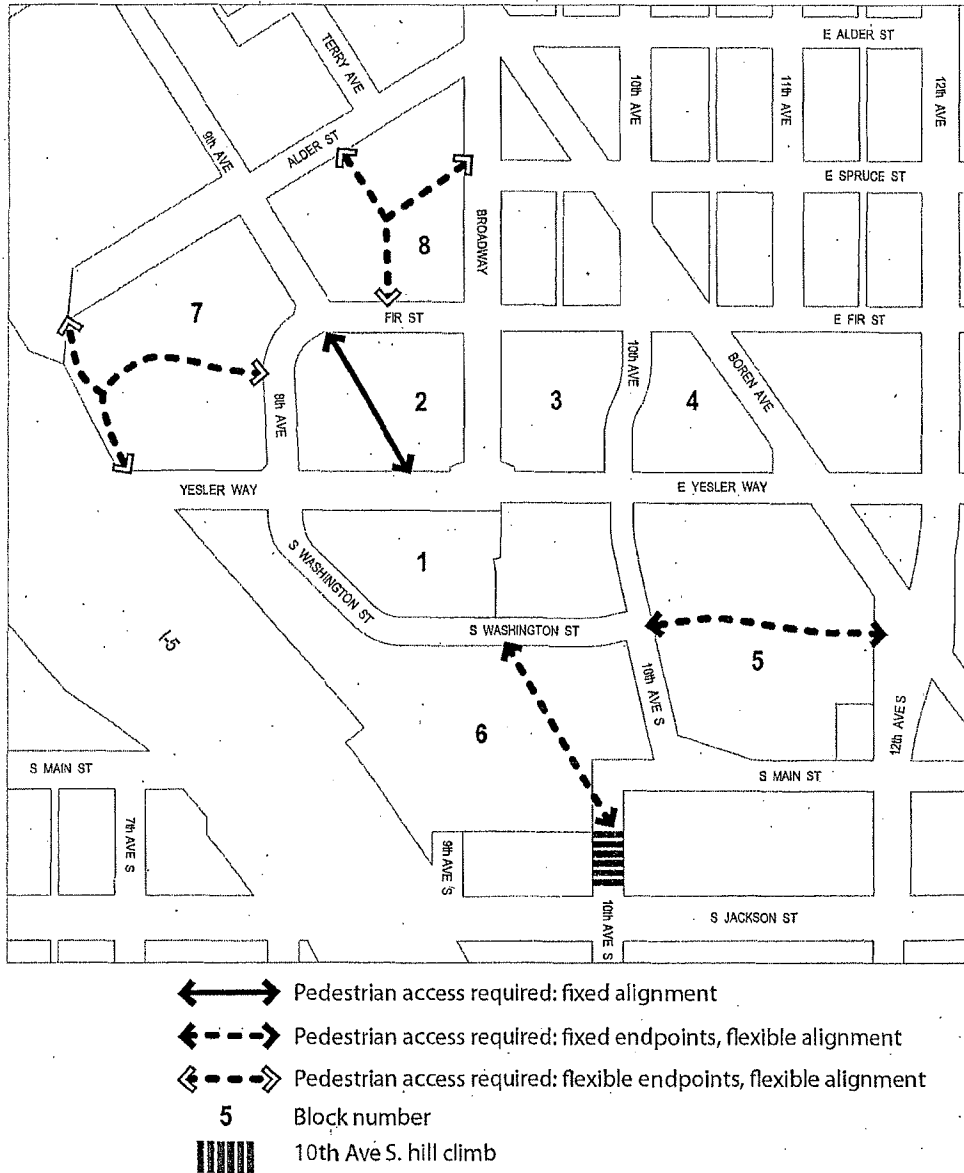 E ALDER ST
TERRY AVE
10th AVE
11th AVE
12th AVE
9th AVE
ALDER ST
E SPRUCE ST
BROADWAY
8
7
FIR ST
E FIR ST
10th AVE
BOREN AVE
8th AVE
2
3
4
YESLER WAY
E YESLER WAY
1
S WASHINGTON ST
S WASHINGTON ST
I-5
5
10th AVE S
6
12th AVE S
S MAIN ST
S MAIN ST
7th AVE S
9th AVE S
10th AVE S
S JACKSON ST
Pedestrian access required: fixed alignment
Pedestrian access required: fixed endpoints, flexible alignment
Pedestrian access required: flexible endpoints, flexible alignment
5 Block number
10th Ave S. hill climb